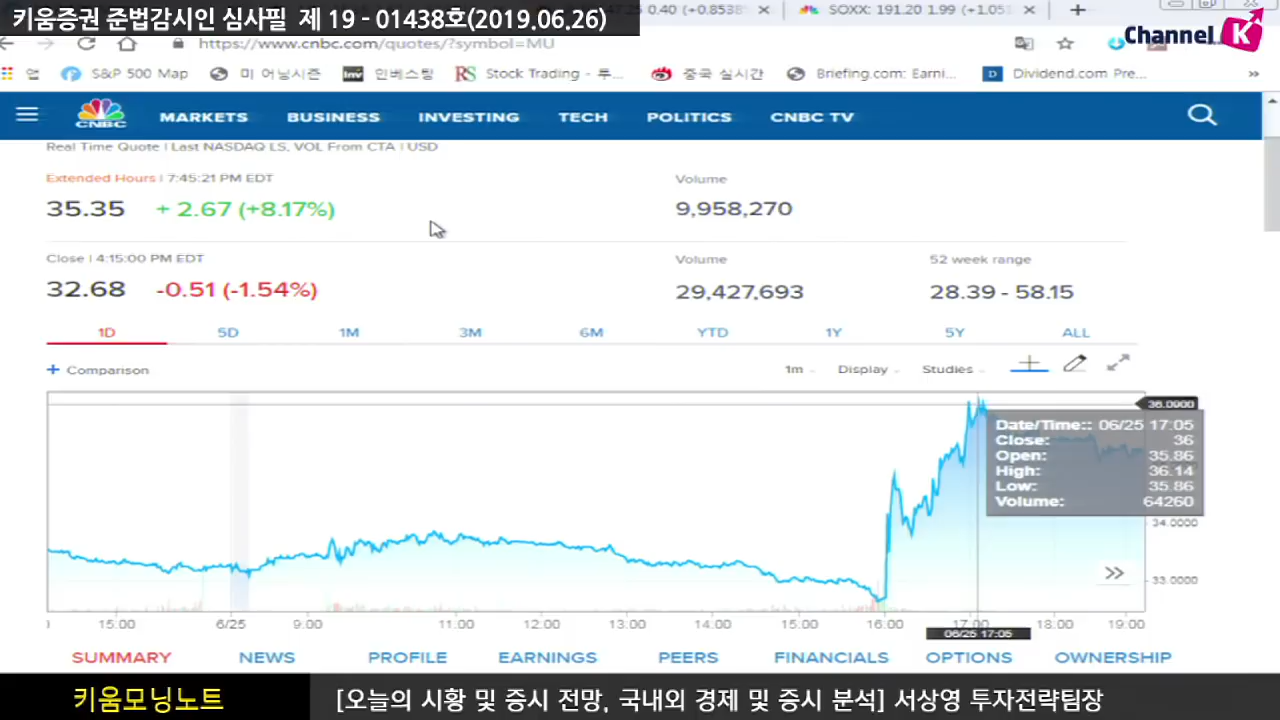 키움증권 준법감시인 심사필 제 19 - 01438호(2019.06.26)
0.40 (+0.853
SOXX: 191.20 1.99 (+1.05
Channel K
https://www.cnbc.com/quotes/?symbol=MU
앱 S&P 500 Map 미 어닝시즌 Inv 인베스팅 RS Stock Trading - 투... 중국 실시간 Briefing.com: Earni... D Dividend.com Pre... »
CNBC MARKETS BUSINESS INVESTING TECH POLITICS CNBC TV
Real Time Quote | Last NASDAQ LS, VOL From CTA | USD
Extended Hours | 7:45:21 PM EDT Volume
35.35 + 2.67 (+8.17%) 9,958,270
Close | 4:15:00 PM EDT Volume 52 week range
32.68 -0.51 (-1.54%) 29,427,693 28.39 - 58.15
1D 5D 1M 3M 6M YTD 1Y 5Y ALL
+ Comparison 1m Display Studies
36.0000
Date/Time:: 06/25 17:05
Close: 36
Open: 35.86
High: 36.14
Low: 35.86
Volume: 64260
34.0000
33.0000
15:00 6/25 9:00 11:00 12:00 13:00 14:00 15:00 16:00 17:00 18:00 19:00
06/25 17:05
SUMMARY NEWS PROFILE EARNINGS PEERS FINANCIALS OPTIONS OWNERSHIP
키움모닝노트 [오늘의 시황 및 증시 전망, 국내외 경제 및 증시 분석] 서상영 투자전략팀장